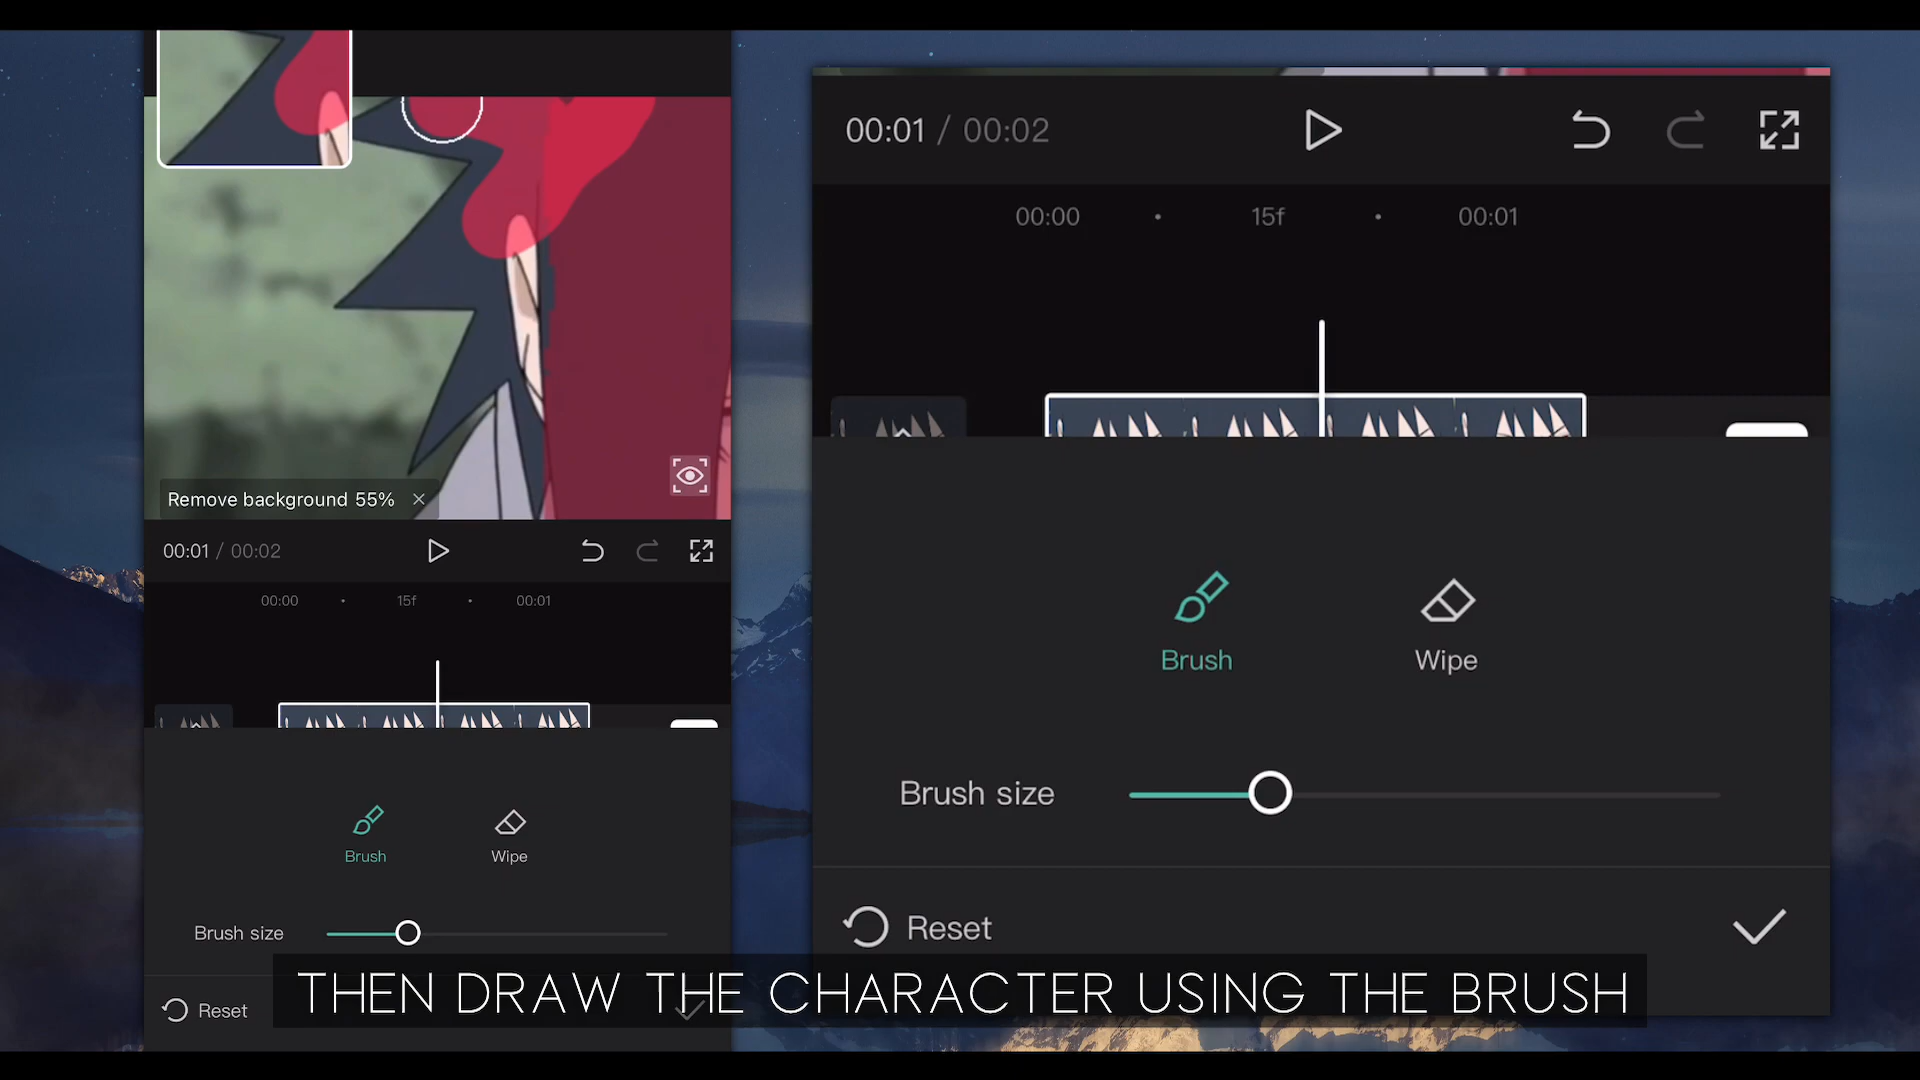 Remove background 55%
00:01 / 00:02
00:00
15f
00:01
Brush
Wipe
Brush size
Reset
00:01 / 00:02
00:00
15f
00:01
Brush
Wipe
Brush size
Reset
THEN DRAW THE CHARACTER USING THE BRUSH